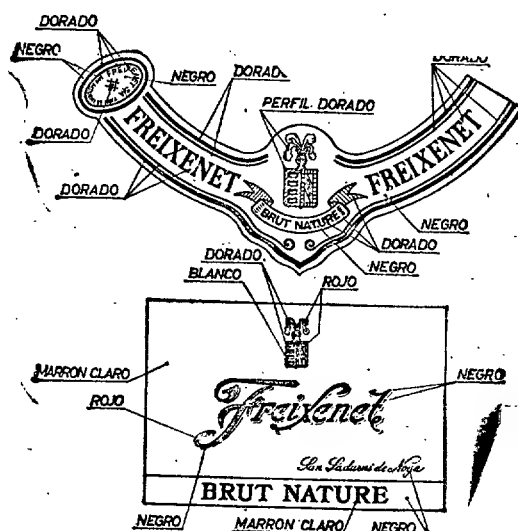 DORADO
NEGRO
NEGRO
DORAD
DORADO
PERFIL DORADO
DORADO
FREIXENET
FREIXENET
DORADO
BRUT NATURE
NEGRO
DORADO
NEGRO
DORADO
BLANCO
ROJO
MARRON CLARO
NEGRO
ROJO
Freixenet
San Sadurní de Noya
BRUT NATURE
NEGRO
MARRON CLARO
NEGRO